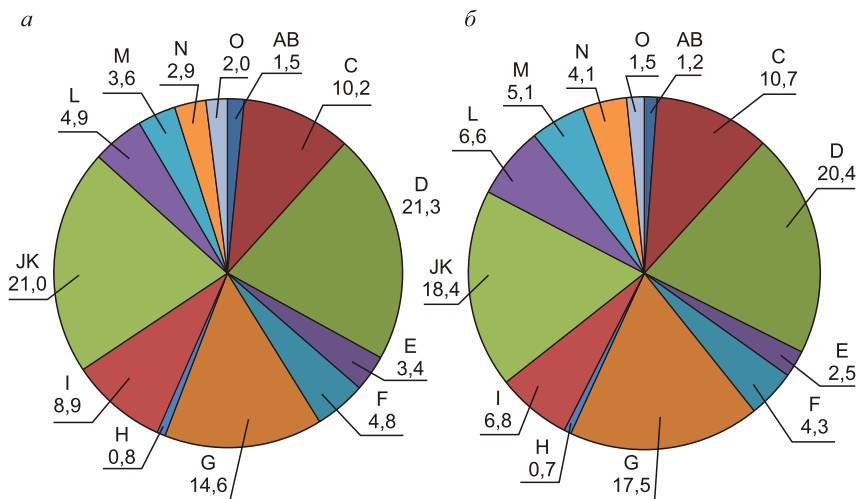 а
AB
1,5
C
10,2
D
21,3
E
3,4
F
4,8
G
14,6
H
0,8
I
8,9
JK
21,0
L
4,9
M
3,6
N
2,9
O
2,0
б
AB
1,2
C
10,7
D
20,4
E
2,5
F
4,3
G
17,5
H
0,7
I
6,8
JK
18,4
L
6,6
M
5,1
N
4,1
O
1,5